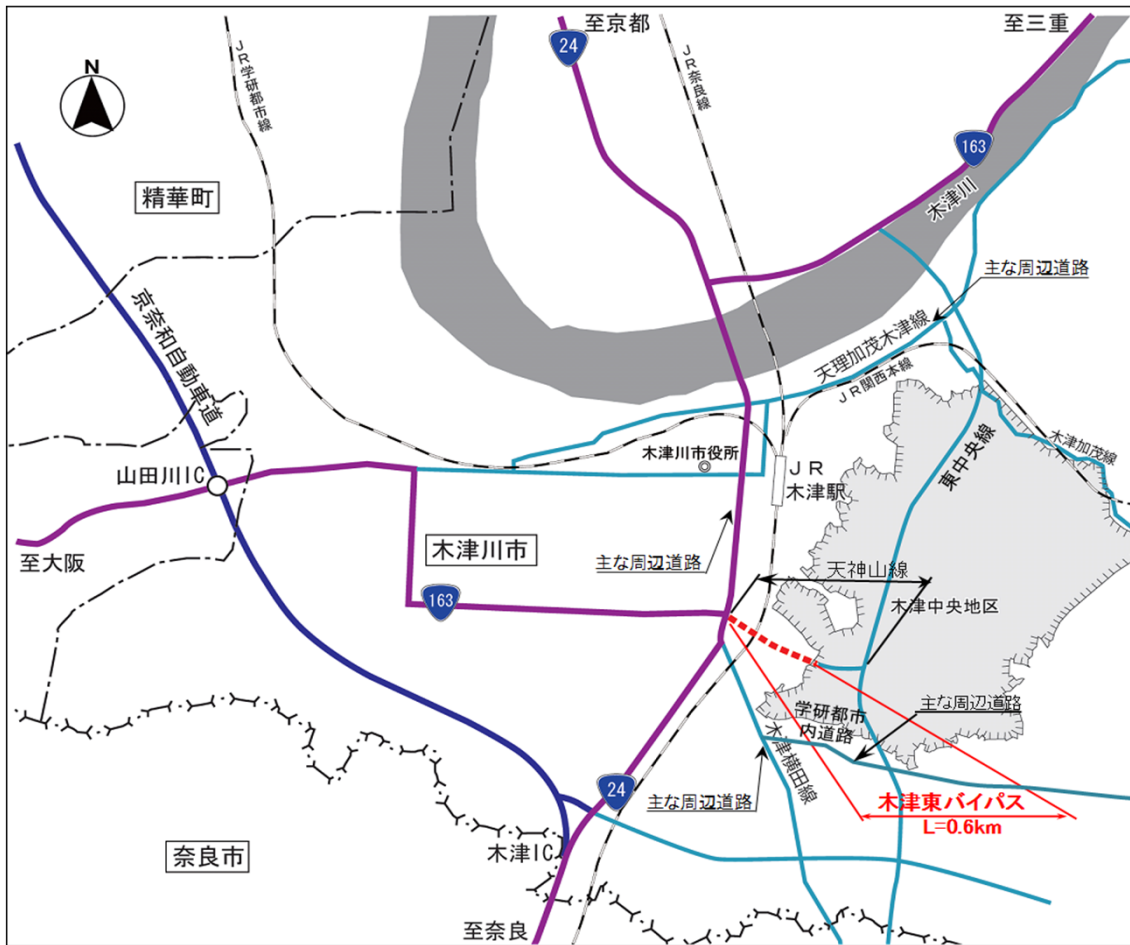 至京都
至三重
24
N
JR学研都市線
JR奈良線
163
木津川
精華町
主な周辺道路
京奈和自動車道
天理加茂木津線
JR関西本線
木津加茂線
東中央線
木津川市役所
JR
木津駅
山田川IC
至大阪
木津川市
主な周辺道路
天神山線
木津中央地区
163
主な周辺道路
学研都市
内道路
木津横田線
24
主な周辺道路
木津東バイパス
L=0.6km
木津IC
奈良市
至奈良